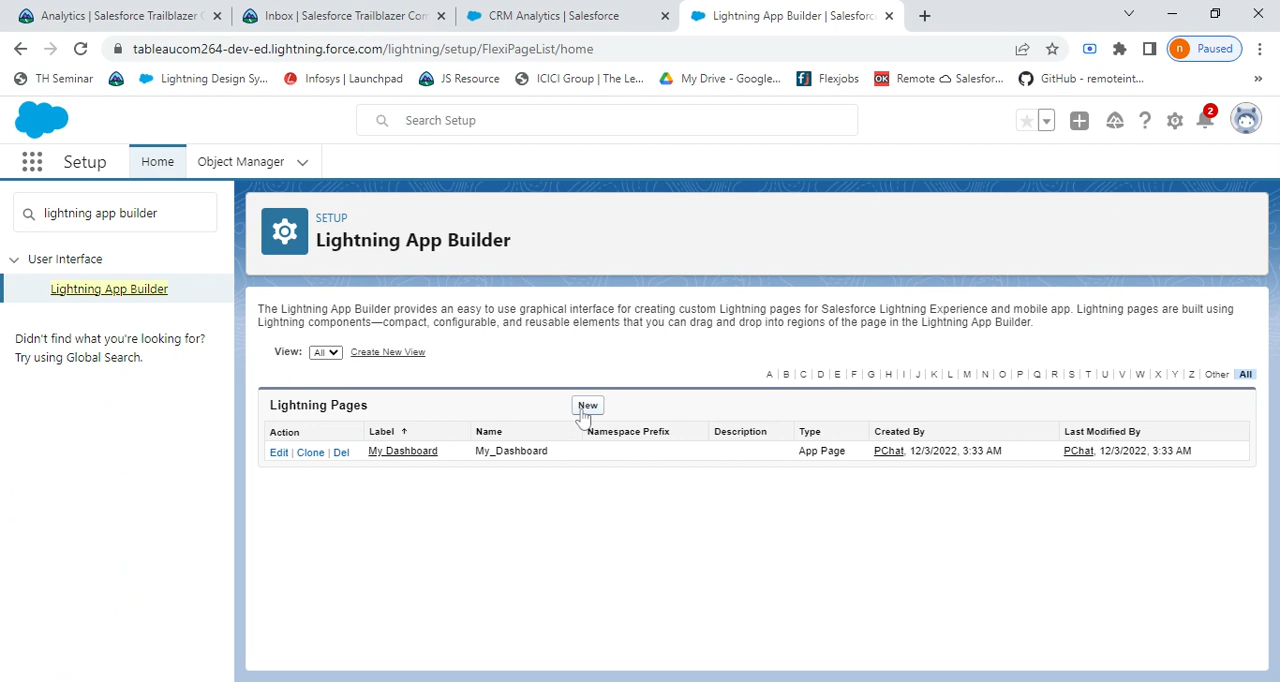 Analytics | Salesforce Trailblazer C
Inbox | Salesforce Trailblazer Com
CRM Analytics | Salesforce
Lightning App Builder | Salesforc
tableaucom264-dev-ed.lightning.force.com/lightning/setup/FlexiPageList/home
n Paused
TH Seminar
Lightning Design Sy...
Infosys | Launchpad
JS Resource
ICICI Group | The Le...
My Drive - Google...
Flexjobs
OK Remote Salesfor...
GitHub - remoteint...
»
Search Setup
2
Setup
Home
Object Manager
lightning app builder
SETUP
Lightning App Builder
User Interface
Lightning App Builder
Didn't find what you're looking for?
Try using Global Search.
The Lightning App Builder provides an easy to use graphical interface for creating custom Lightning pages for Salesforce Lightning Experience and mobile app. Lightning pages are built using
Lightning components—compact, configurable, and reusable elements that you can drag and drop into regions of the page in the Lightning App Builder.
View: All Create New View
A | B | C | D | E | F | G | H | I | J | K | L | M | N | O | P | Q | R | S | T | U | V | W | X | Y | Z | Other All
Lightning Pages New
Action Label ↑ Name Namespace Prefix Description Type Created By Last Modified By
Edit | Clone | Del My Dashboard My_Dashboard App Page PChat, 12/3/2022, 3:33 AM PChat, 12/3/2022, 3:33 AM